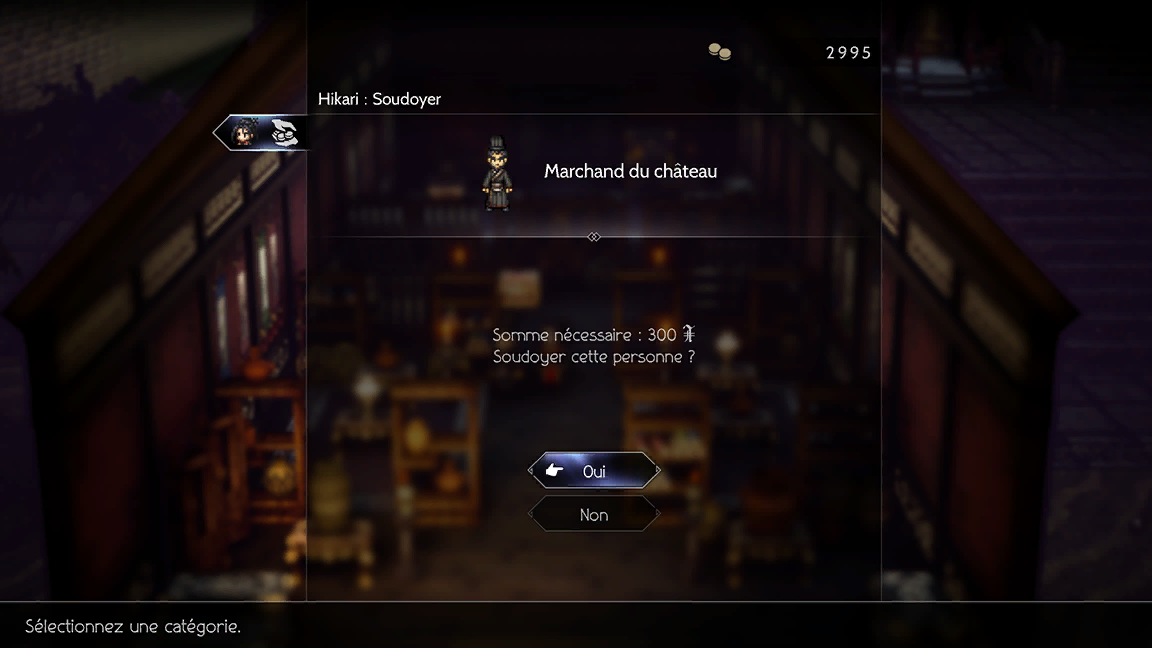 2995
Hikari : Soudoyer
Marchand du château
Somme nécessaire : 300
Soudoyer cette personne ?
Oui
Non
Sélectionnez une catégorie.